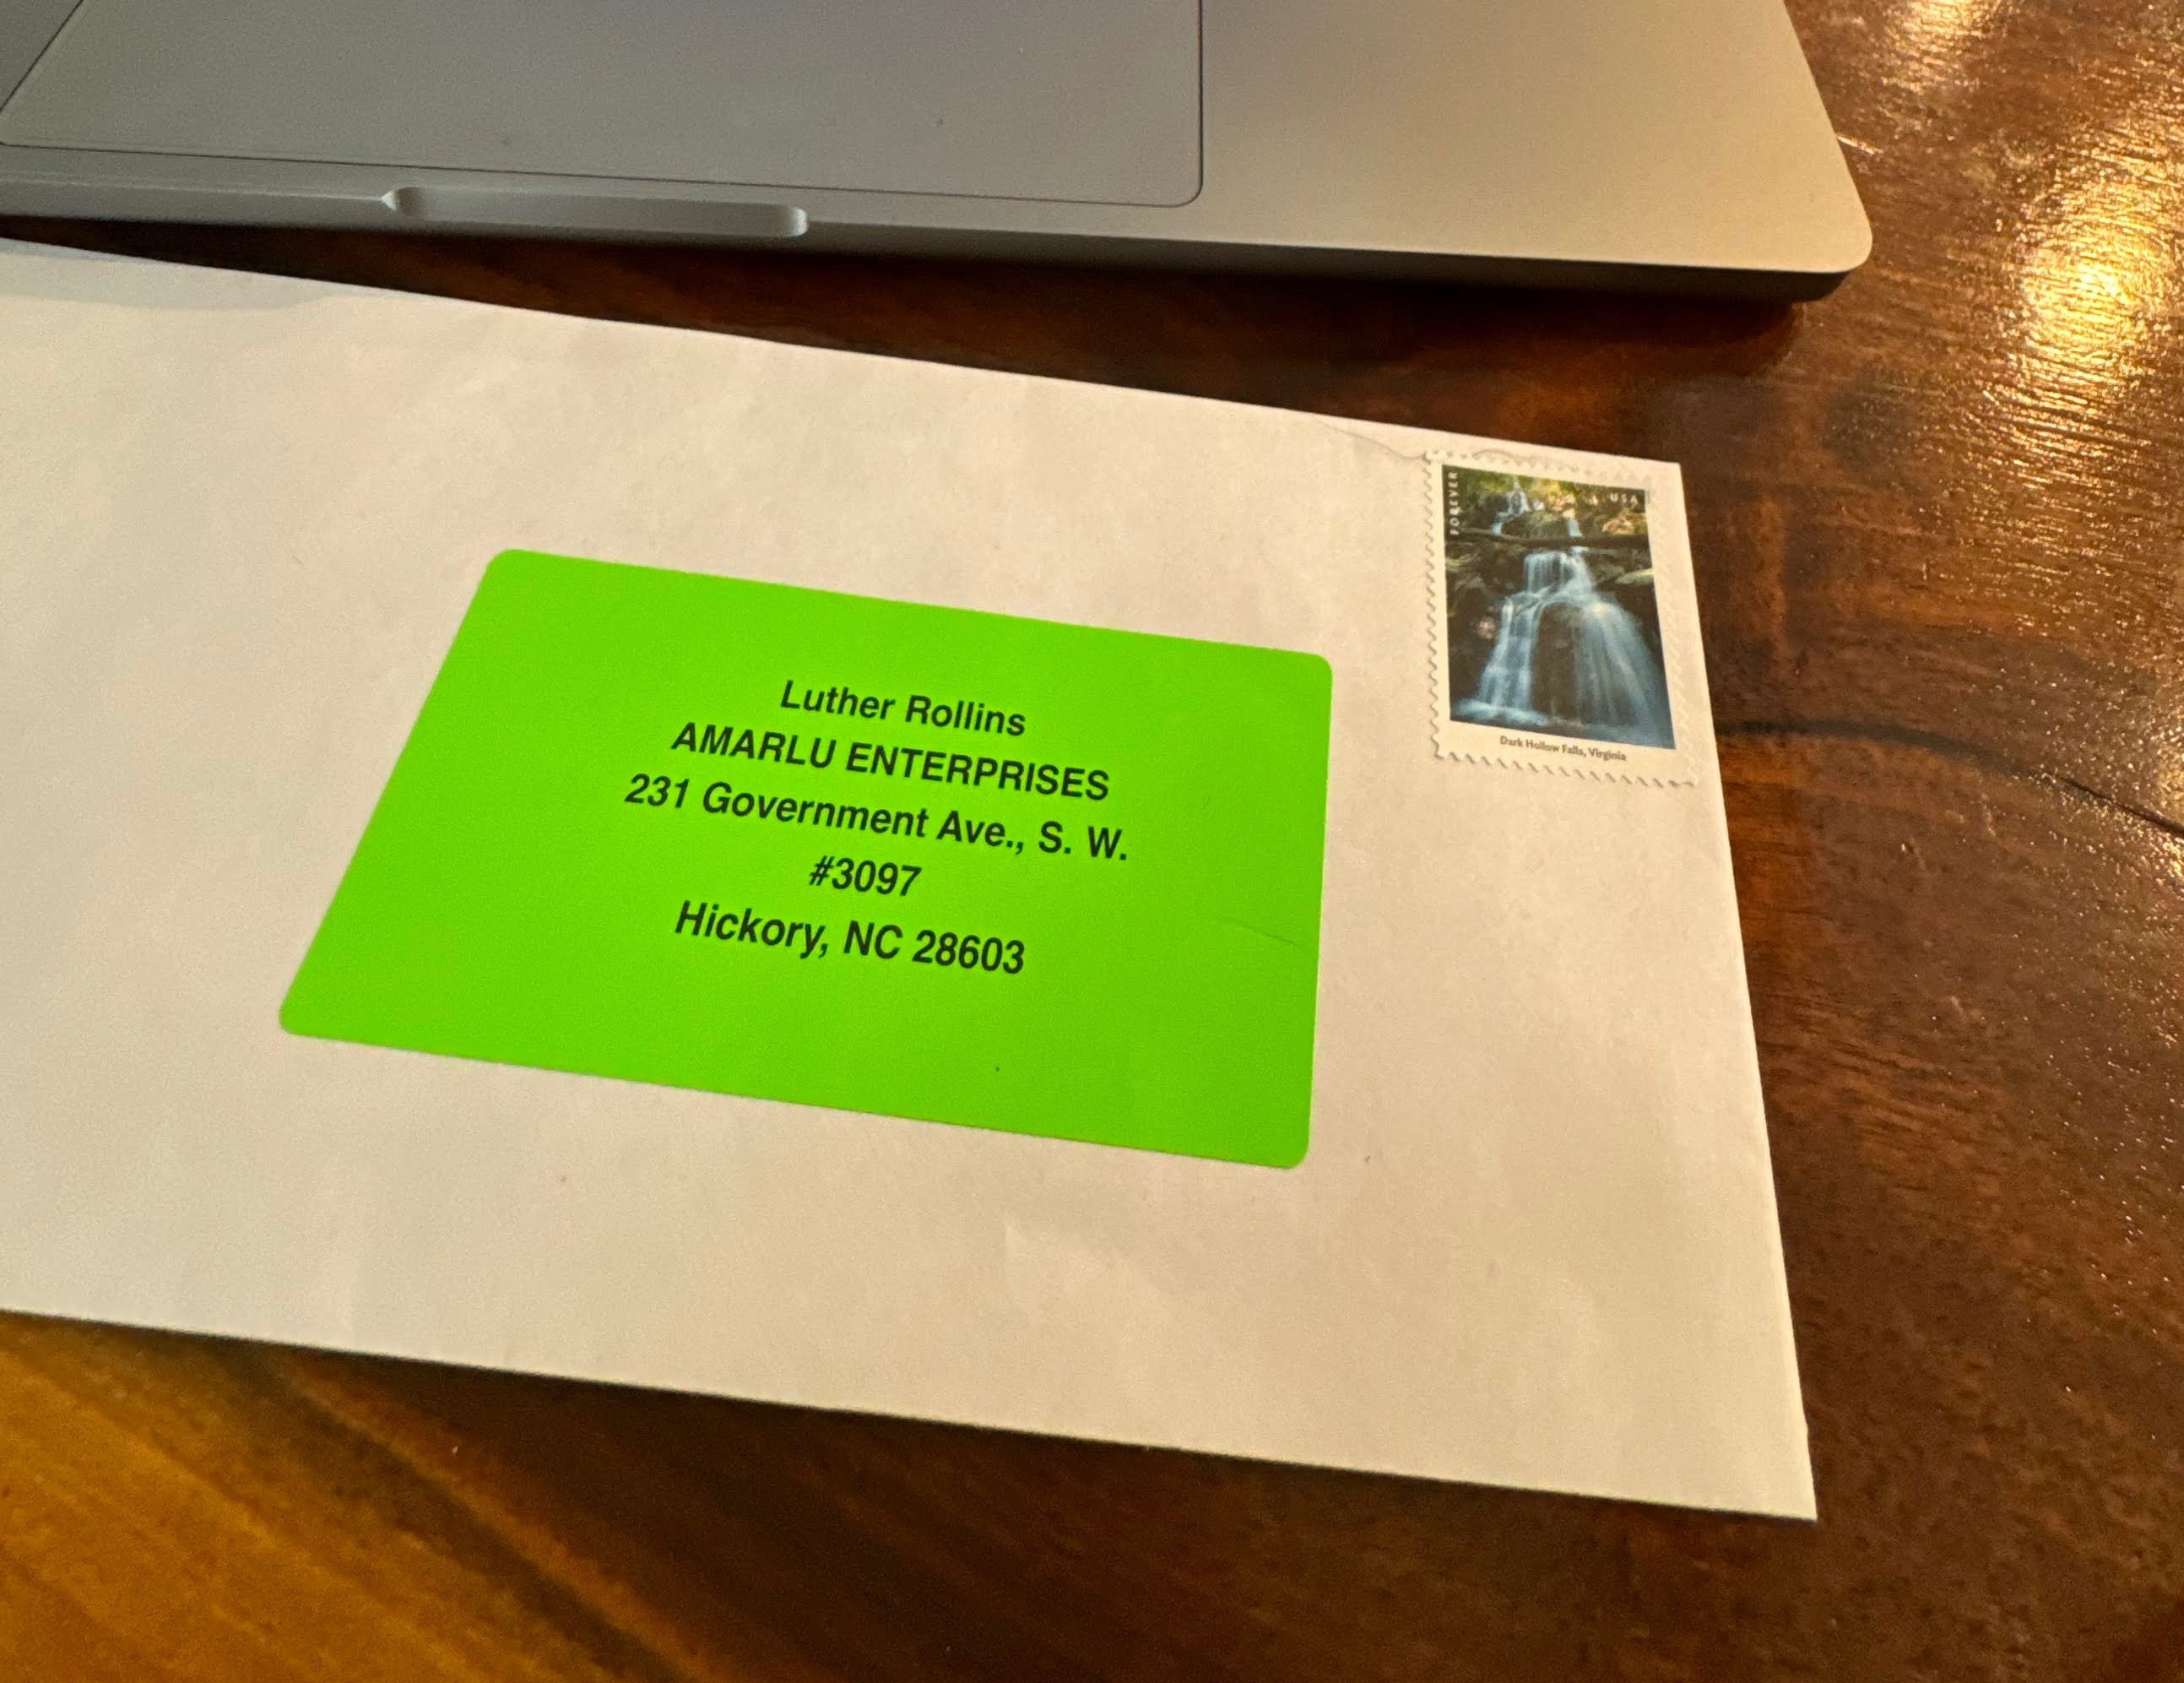 FOREVER
USA
Dark Hollow Falls, Virginia
Luther Rollins
AMARLU ENTERPRISES
231 Government Ave., S. W.
#3097
Hickory, NC 28603